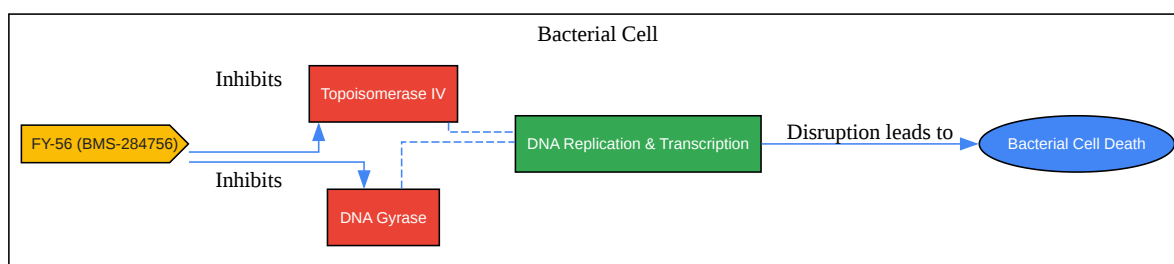 Bacterial Cell
Inhibits
Topoisomerase IV
FY-56 (BMS-284756)
DNA Replication & Transcription
Disruption leads to
Bacterial Cell Death
Inhibits
DNA Gyrase